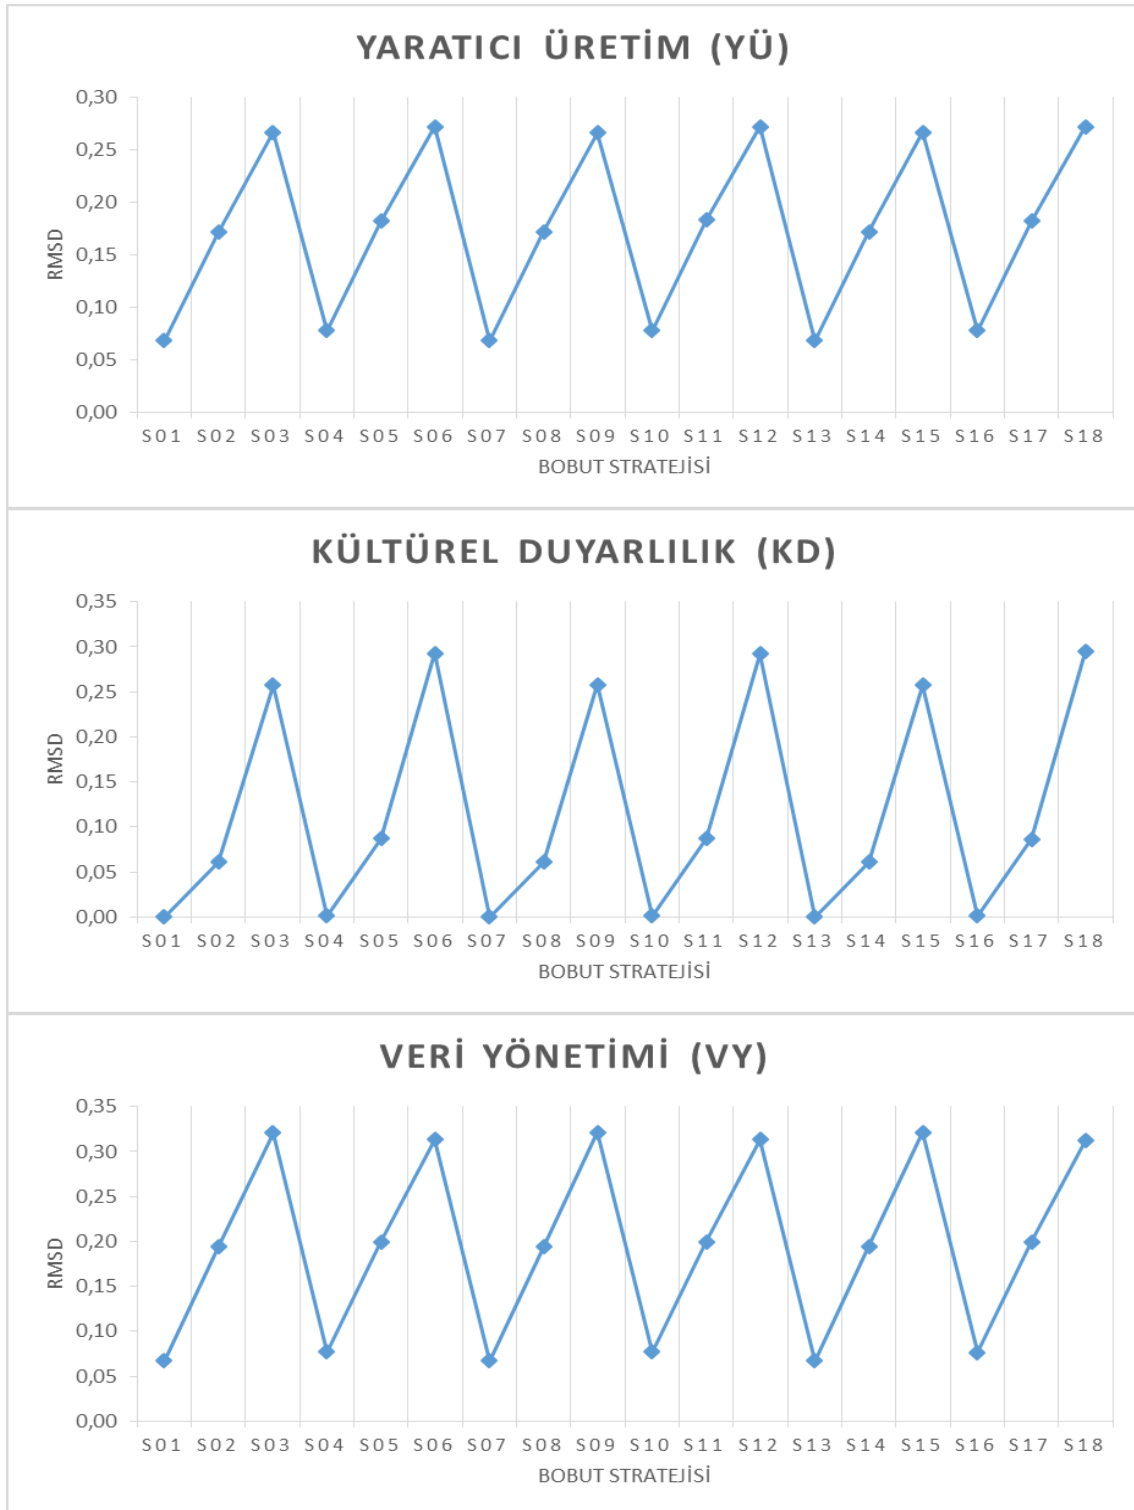 YARATICI ÜRETİM (YÜ)
0,30
0,25
0,20
0,15
0,10
0,05
0,00
RMSD
S01 S02 S03 S04 S05 S06 S07 S08 S09 S10 S11 S12 S13 S14 S15 S16 S17 S18
BOBUT STRATEJİSİ
KÜLTÜREL DUYARLILIK (KD)
0,35
0,30
0,25
0,20
0,15
0,10
0,05
0,00
RMSD
S01 S02 S03 S04 S05 S06 S07 S08 S09 S10 S11 S12 S13 S14 S15 S16 S17 S18
BOBUT STRATEJİSİ
VERİ YÖNETİMİ (VY)
0,35
0,30
0,25
0,20
0,15
0,10
0,05
0,00
RMSD
S01 S02 S03 S04 S05 S06 S07 S08 S09 S10 S11 S12 S13 S14 S15 S16 S17 S18
BOBUT STRATEJİSİ